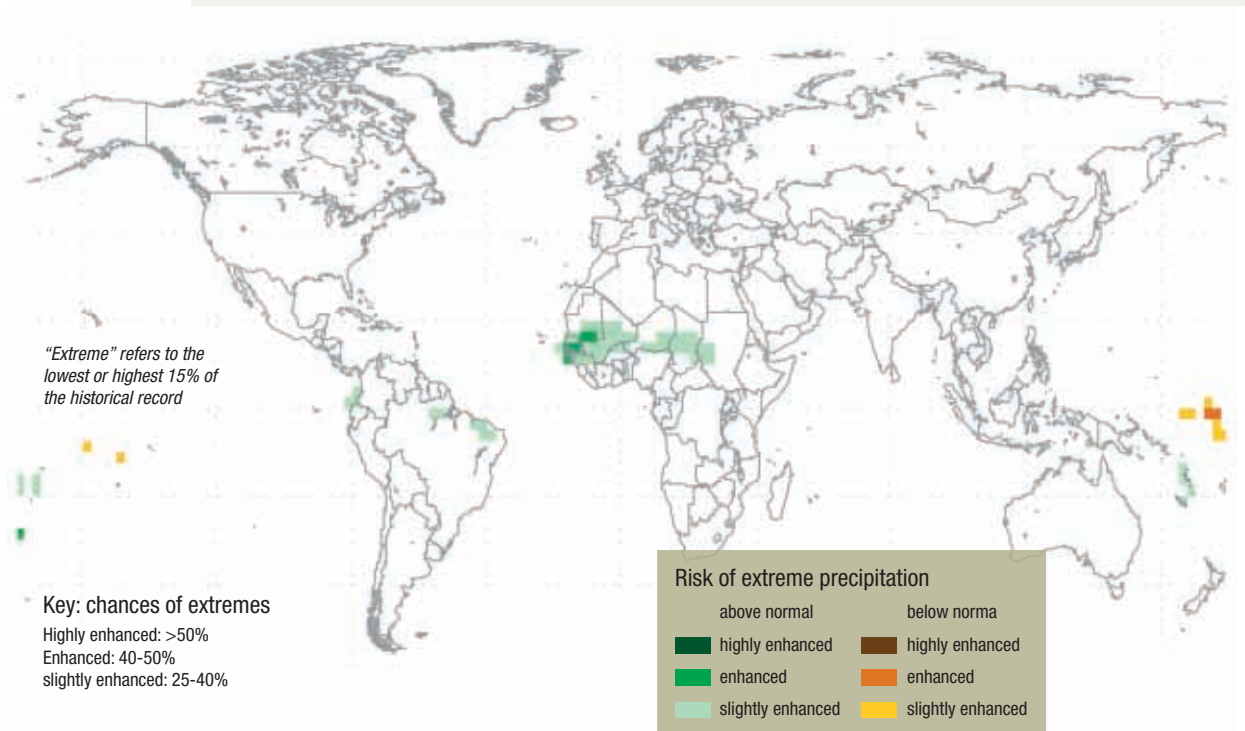 "Extreme" refers to the
lowest or highest 15% of
the historical record
Key: chances of extremes
Highly enhanced: >50%
Enhanced: 40-50%
slightly enhanced: 25-40%
Risk of extreme precipitation
above normal below norma
highly enhanced highly enhanced
enhanced enhanced
slightly enhanced slightly enhanced